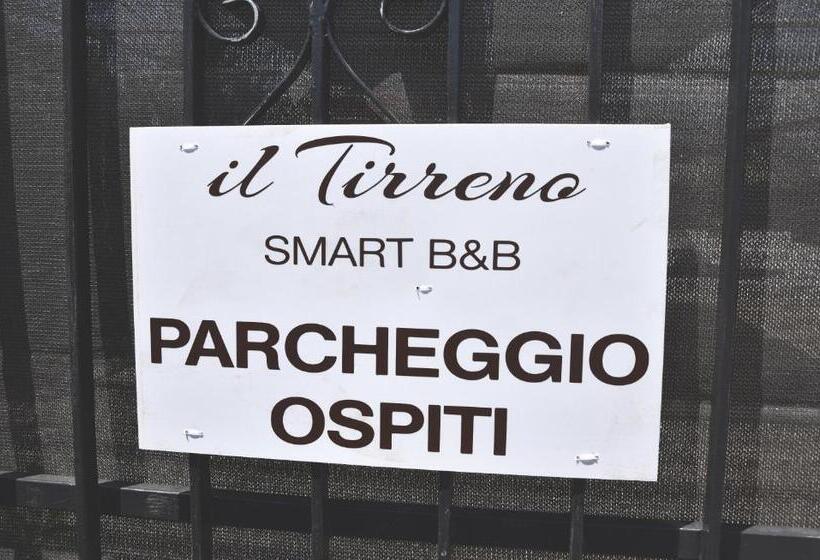 il Tirreno
SMART B&B
PARCHEGGIO
OSPITI